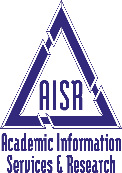 AISR
Academic Information
Services & Research